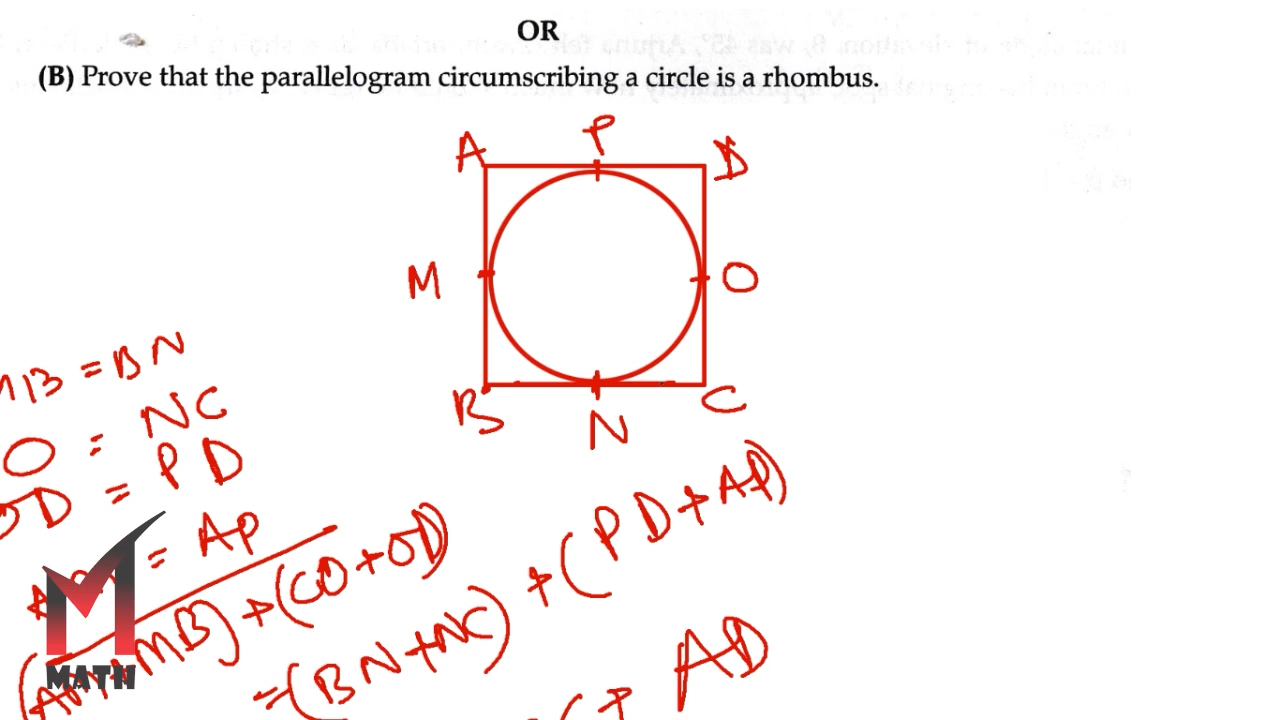 OR
(B) Prove that the parallelogram circumscribing a circle is a rhombus.
A P D
M O
B N C
MB = BN
O = NC
OD = PD
= AP
MB) + (CO + OD)
= (BN + NC) + (PD + AP)
+ AD
MATH